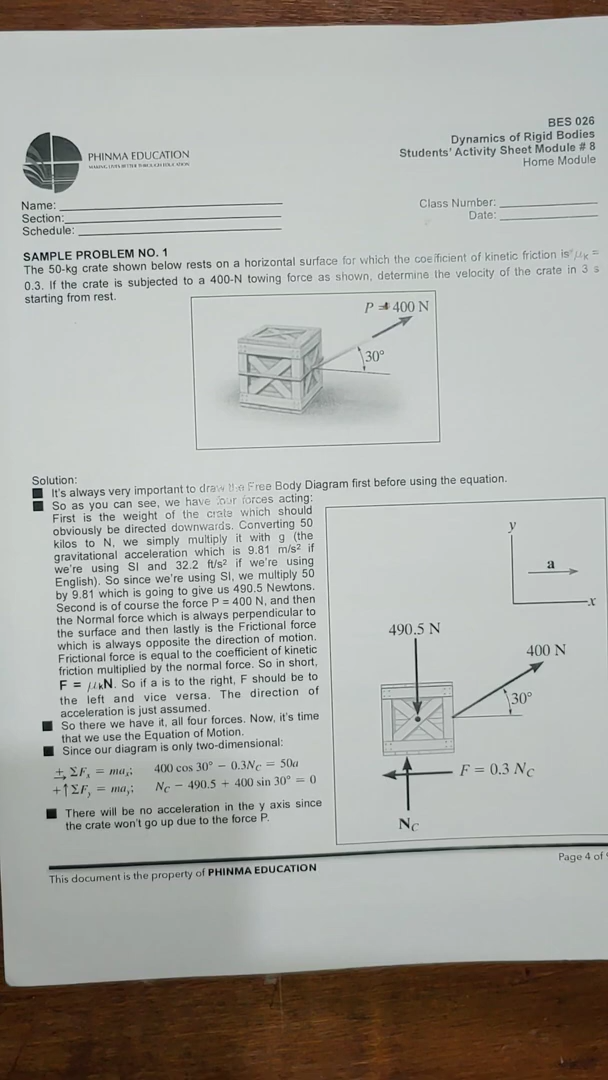 BES 026
Dynamics of Rigid Bodies
Students' Activity Sheet Module # 8
Home Module
PHINMA EDUCATION
MAKING LIVES BETTER THROUGH EDUCATION
Name:
Section:
Schedule:
Class Number:
Date:
SAMPLE PROBLEM NO. 1
The 50-kg crate shown below rests on a horizontal surface for which the coefficient of kinetic friction is μK =
0.3. If the crate is subjected to a 400-N towing force as shown, determine the velocity of the crate in 3 s
starting from rest.
P = 400 N
30°
Solution:
■ It's always very important to draw the Free Body Diagram first before using the equation.
■ So as you can see, we have four forces acting:
First is the weight of the crate which should
obviously be directed downwards. Converting 50
kilos to N, we simply multiply it with g (the
gravitational acceleration which is 9.81 m/s² if
we're using SI and 32.2 ft/s² if we're using
English). So since we're using SI, we multiply 50
by 9.81 which is going to give us 490.5 Newtons.
Second is of course the force P = 400 N, and then
the Normal force which is always perpendicular to
the surface and then lastly is the Frictional force
which is always opposite the direction of motion.
Frictional force is equal to the coefficient of kinetic
friction multiplied by the normal force. So in short,
F = μkN. So if a is to the right, F should be to
the left and vice versa. The direction of
acceleration is just assumed.
■ So there we have it, all four forces. Now, it's time
that we use the Equation of Motion.
■ Since our diagram is only two-dimensional:
+→ ΣFx = max; 400 cos 30° − 0.3NC = 50a
+↑ ΣFy = may; NC − 490.5 + 400 sin 30° = 0
■ There will be no acceleration in the y axis since
the crate won't go up due to the force P.
y
a
x
490.5 N
400 N
30°
F = 0.3 NC
NC
This document is the property of PHINMA EDUCATION
Page 4 of